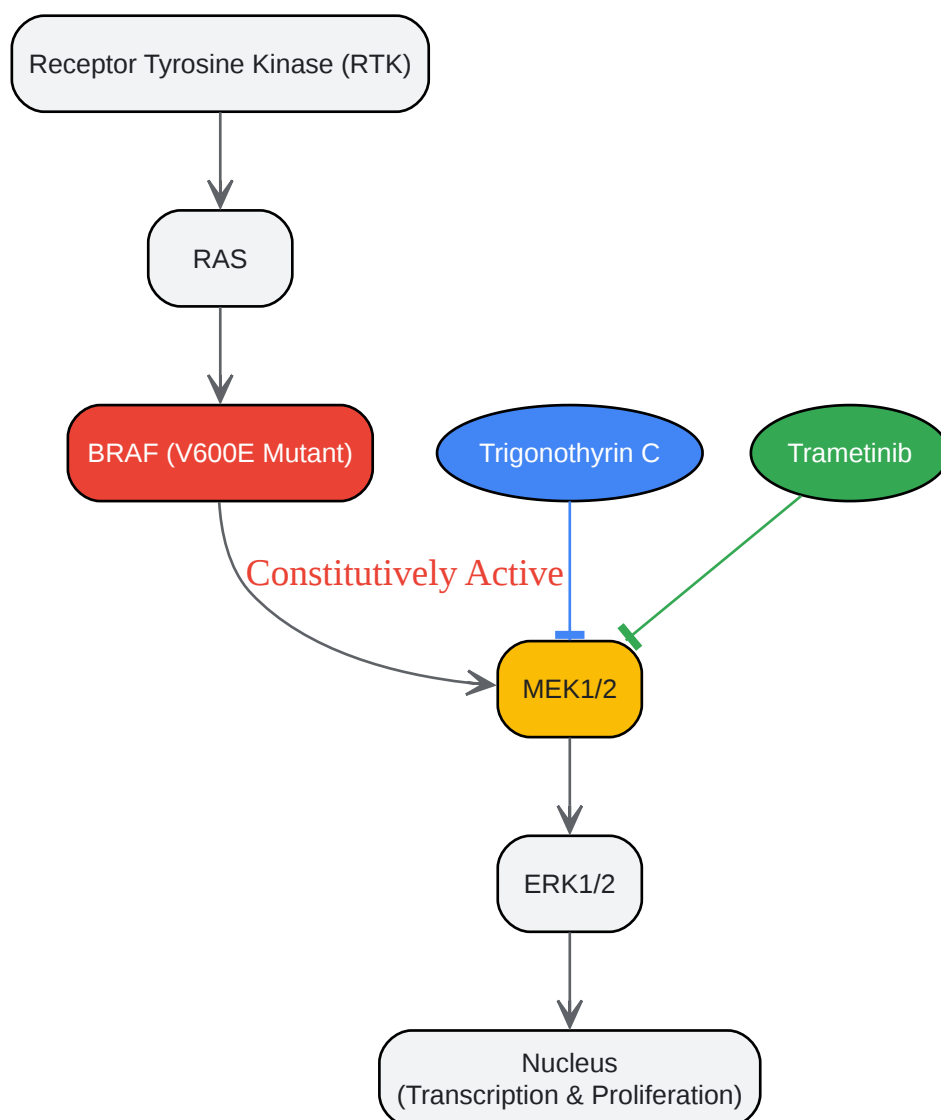 Receptor Tyrosine Kinase (RTK)
RAS
BRAF (V600E Mutant)
Trigonothyrin C
Trametinib
Constitutively Active
MEK1/2
ERK1/2
Nucleus
(Transcription & Proliferation)